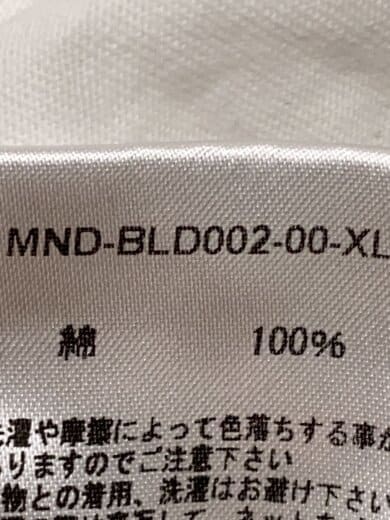 MND-BLD002-00-XL
綿 100%
洗濯や摩擦によって色落ちする事が
りますのでご注意下さい
物との着用、洗濯はお避け下さい